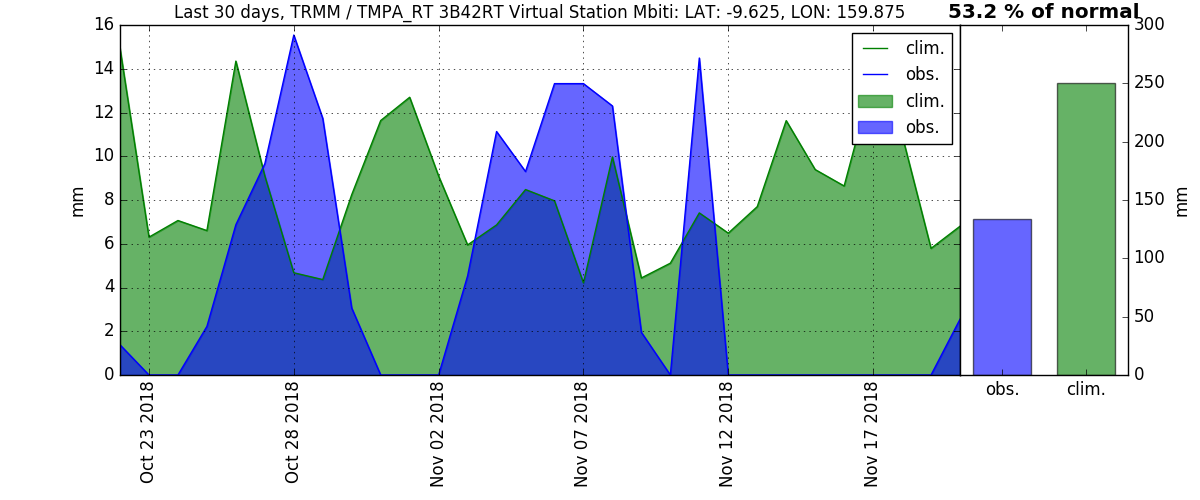 Last 30 days, TRMM / TMPA_RT 3B42RT Virtual Station Mbiti: LAT: -9.625, LON: 159.875
53.2 % of normal
16
14
12
10
8
6
4
2
0
mm
clim.
obs.
clim.
obs.
300
250
200
150
100
50
0
mm
Oct 23 2018
Oct 28 2018
Nov 02 2018
Nov 07 2018
Nov 12 2018
Nov 17 2018
obs.
clim.